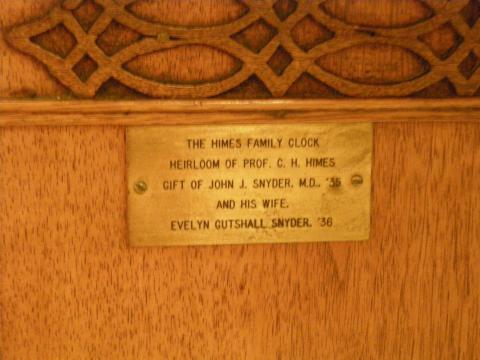 THE HIMES FAMILY CLOCK
HEIRLOOM OF PROF. C. H. HIMES
GIFT OF JOHN J. SNYDER, M.D., '35
AND HIS WIFE,
EVELYN GUTSHALL SNYDER, '36